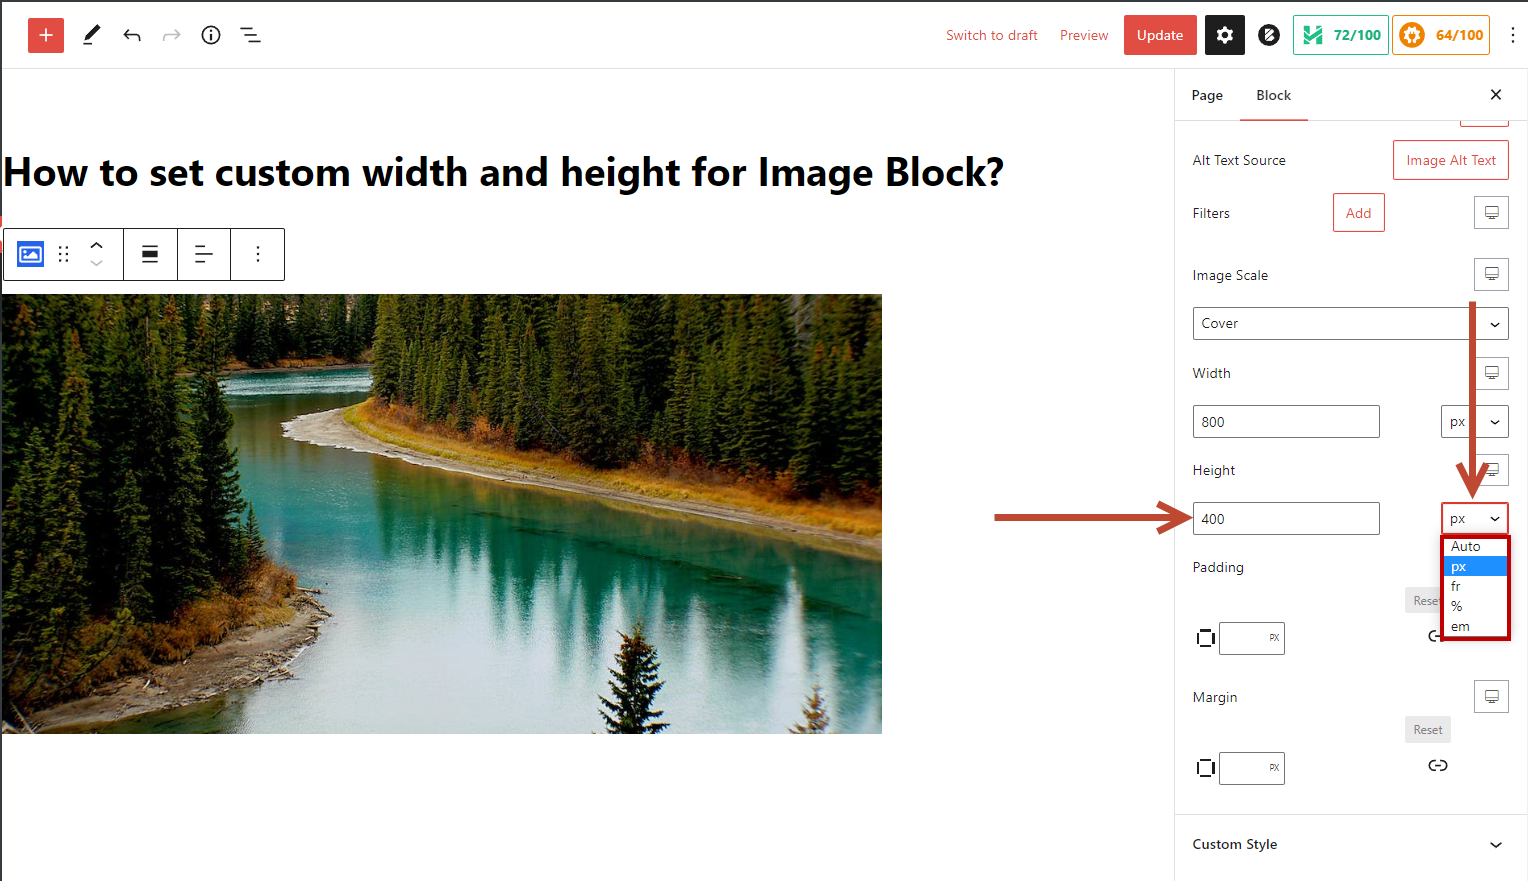 Switch to draft Preview Update 72/100 64/100
Page Block
Alt Text Source Image Alt Text
How to set custom width and height for Image Block?
Filters Add
Image Scale
Cover
Width
800 px
Height
400 px
Auto
px
fr
%
em
Padding
Rese
PX
Margin
Reset
PX
Custom Style